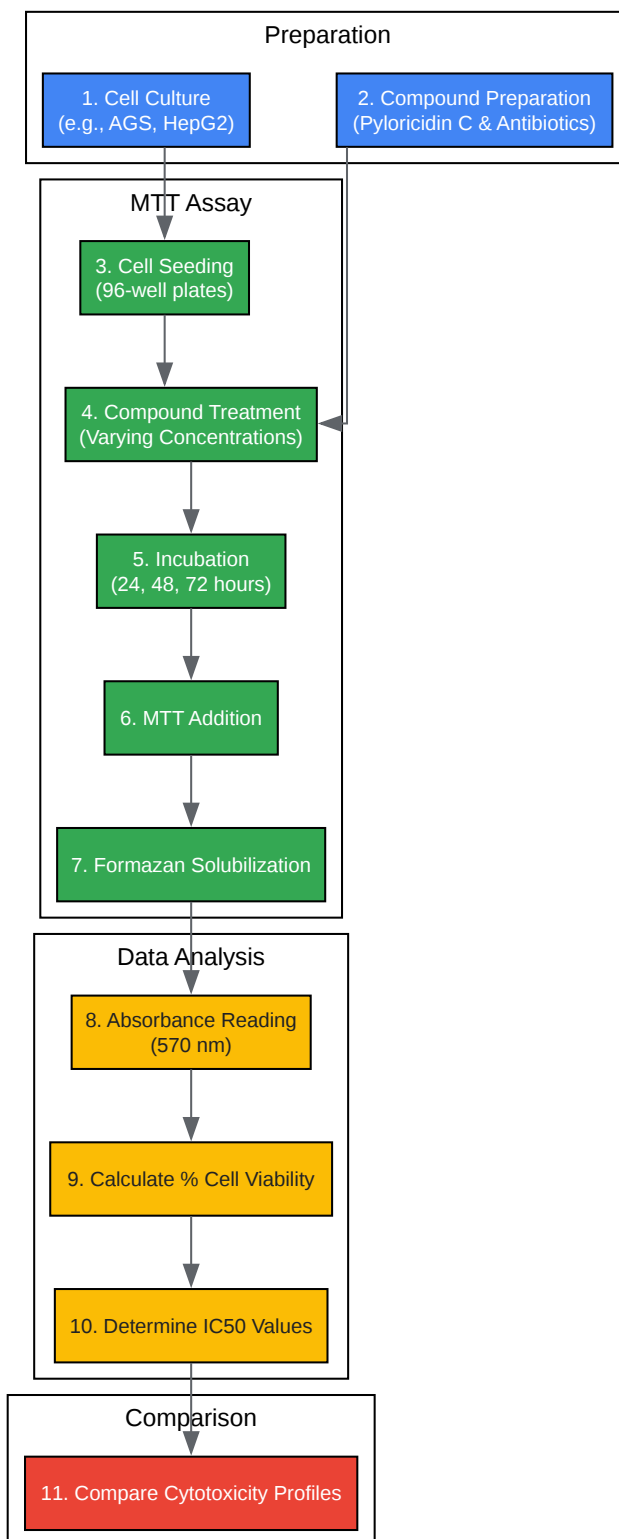 Preparation
1. Cell Culture
(e.g., AGS, HepG2)
2. Compound Preparation
(Pyloricidin C & Antibiotics)
MTT Assay
3. Cell Seeding
(96-well plates)
4. Compound Treatment
(Varying Concentrations)
5. Incubation
(24, 48, 72 hours)
6. MTT Addition
7. Formazan Solubilization
Data Analysis
8. Absorbance Reading
(570 nm)
9. Calculate % Cell Viability
10. Determine IC50 Values
Comparison
11. Compare Cytotoxicity Profiles